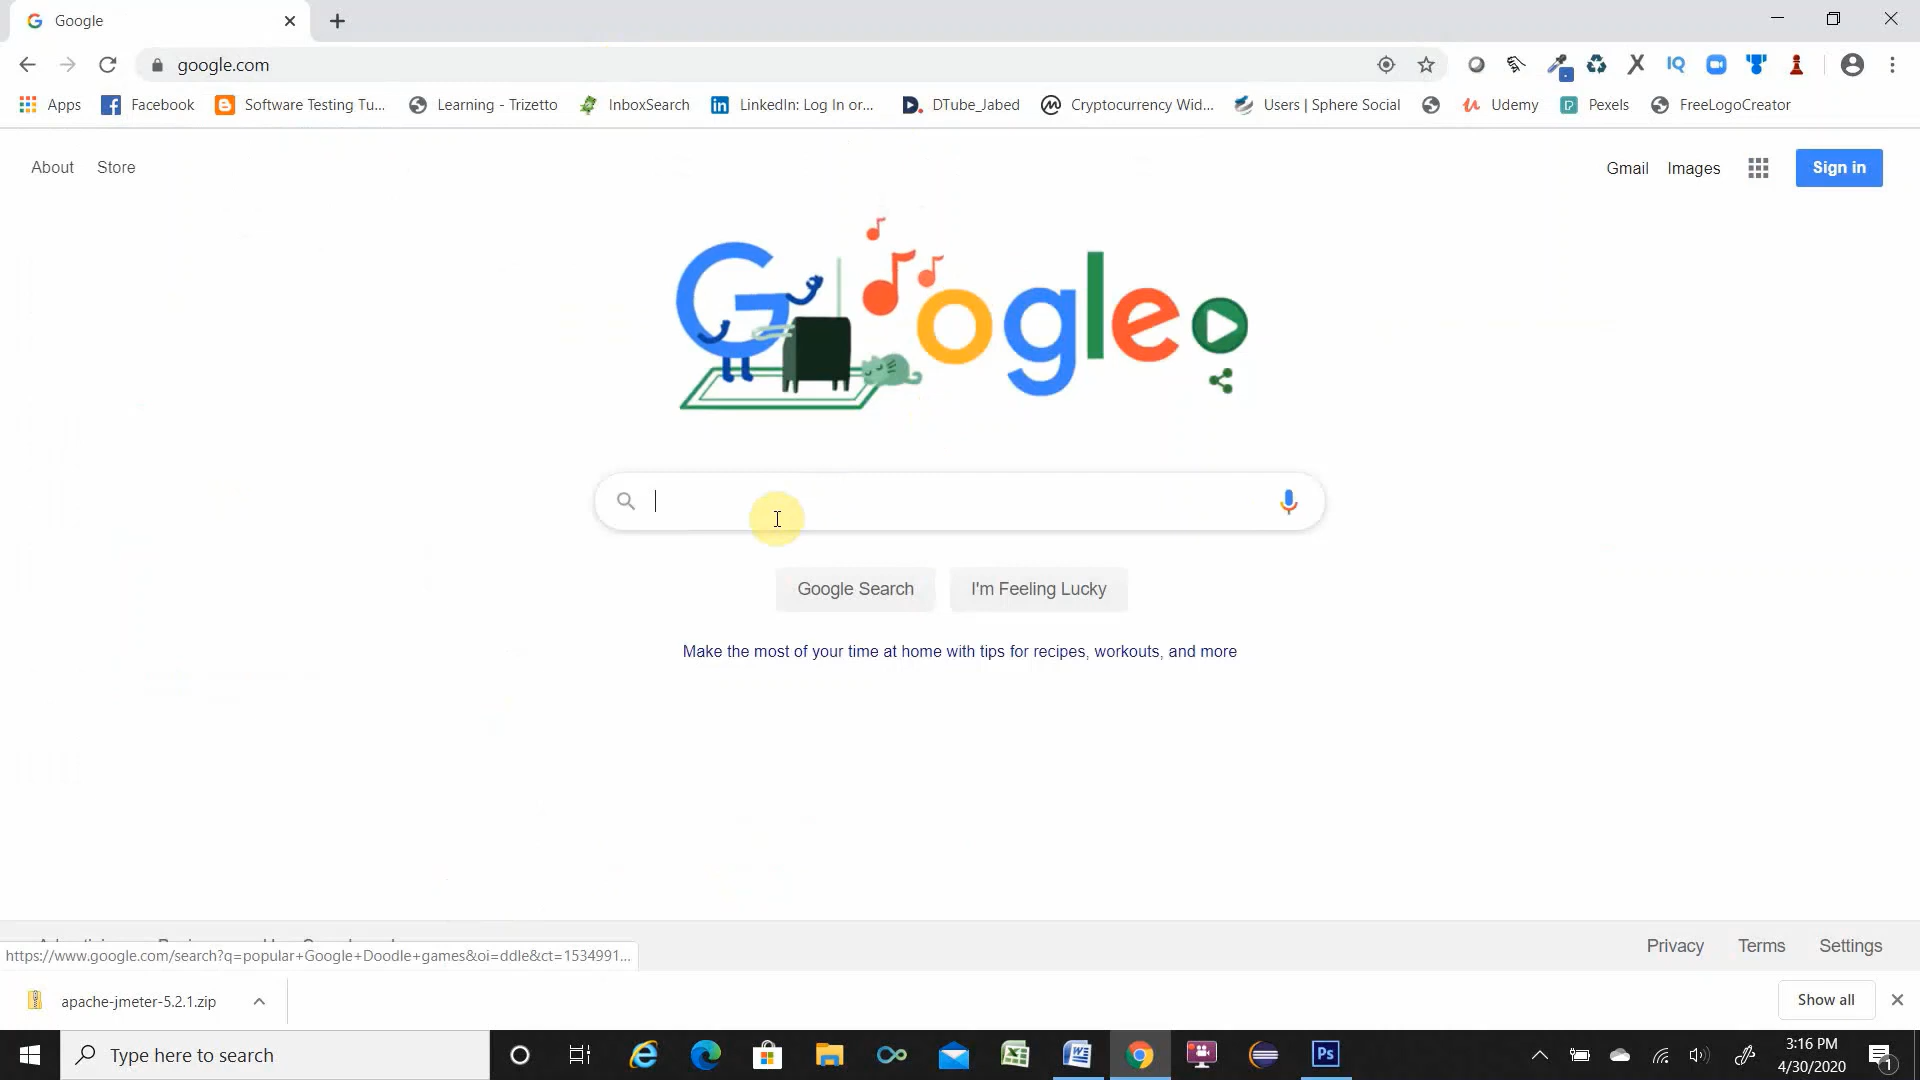 Google
google.com
Apps Facebook Software Testing Tu... Learning - Trizetto InboxSearch LinkedIn: Log In or... DTube_Jabed Cryptocurrency Wid... Users | Sphere Social Udemy Pexels FreeLogoCreator
About Store Gmail Images Sign in
Google
Google Search I'm Feeling Lucky
Make the most of your time at home with tips for recipes, workouts, and more
Privacy Terms Settings
https://www.google.com/search?q=popular+Google+Doodle+games&oi=ddle&ct=1534991...
apache-jmeter-5.2.1.zip Show all
Type here to search Ps 3:16 PM
4/30/2020 1